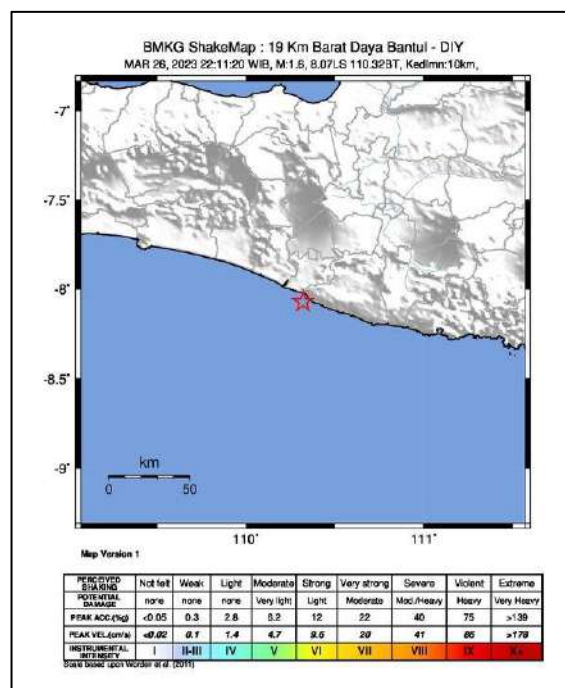 BMKG ShakeMap : 19 Km Barat Daya Bantul - DIY
MAR 26, 2023 22:11:20 WIB, M:1.6, 8.07LS 110.32BT, Kedlmn:10km,
-7°
-7.5°
-8°
-8.5°
-9°
km
0 50
110° 111°
Map Version 1
PERCEIVED SHAKING Not felt Weak Light Moderate Strong Very strong Severe Violent Extreme
POTENTIAL DAMAGE none none none Very light Light Moderate Mod./Heavy Heavy Very Heavy
PEAK ACC.(%g) <0.05 0.3 2.8 6.2 12 22 40 75 >139
PEAK VEL.(cm/s) <0.02 0.1 1.4 4.7 9.6 20 41 86 >178
INSTRUMENTAL INTENSITY I II-III IV V VI VII VIII IX X+
Scale based upon Worden et al. (2011)